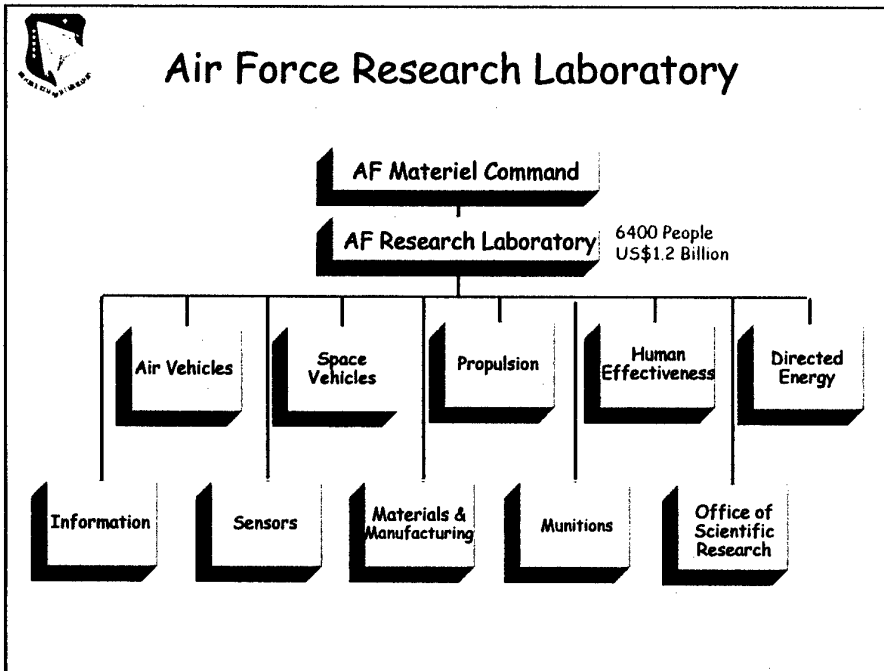 Air Force Research Laboratory
AF Materiel Command
AF Research Laboratory
6400 People
US$1.2 Billion
Air Vehicles
Space
Vehicles
Propulsion
Human
Effectiveness
Directed
Energy
Information
Sensors
Materials &
Manufacturing
Munitions
Office of
Scientific
Research